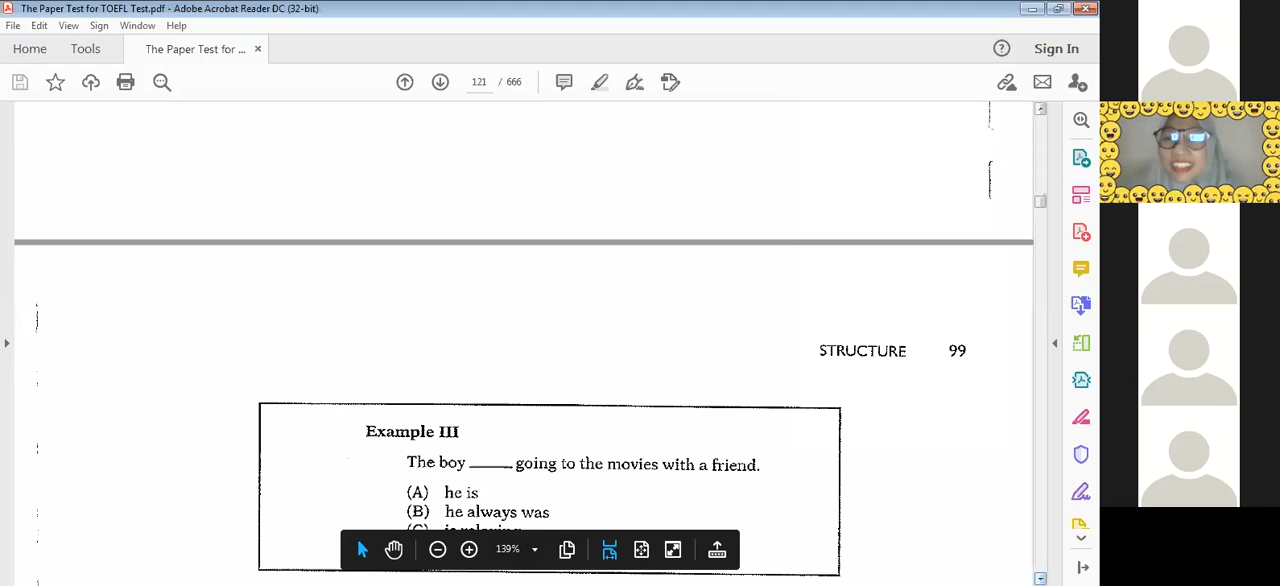 The Paper Test for TOEFL Test.pdf - Adobe Acrobat Reader DC (32-bit)
File Edit View Sign Window Help
Home Tools The Paper Test for ... × Sign In
121 / 666
STRUCTURE 99
Example III
The boy ____ going to the movies with a friend.
(A) he is
(B) he always was
(C) is relaxing
139%